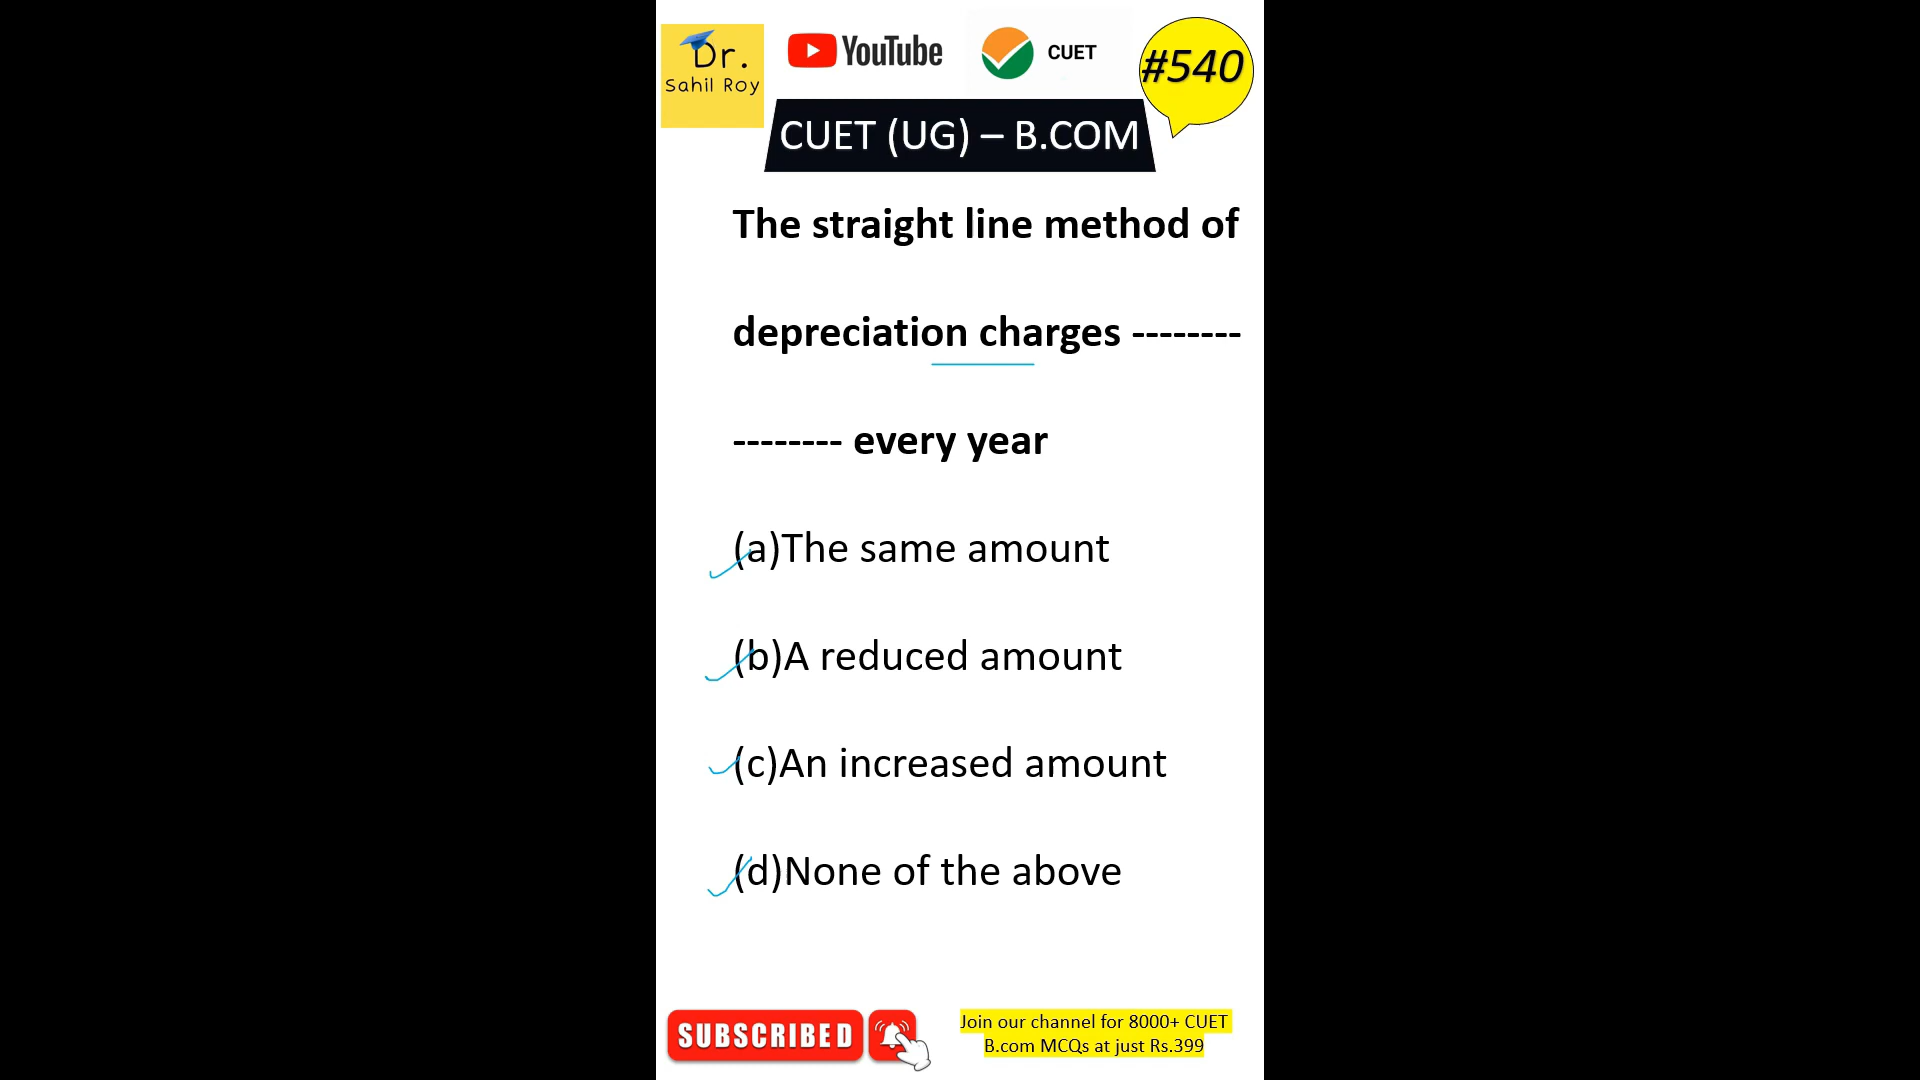 Dr.
Sahil Roy
YouTube
CUET
#540
CUET (UG) – B.COM
The straight line method of
depreciation charges --------
-------- every year
(a)The same amount
(b)A reduced amount
(c)An increased amount
(d)None of the above
SUBSCRIBED
Join our channel for 8000+ CUET
B.com MCQs at just Rs.399